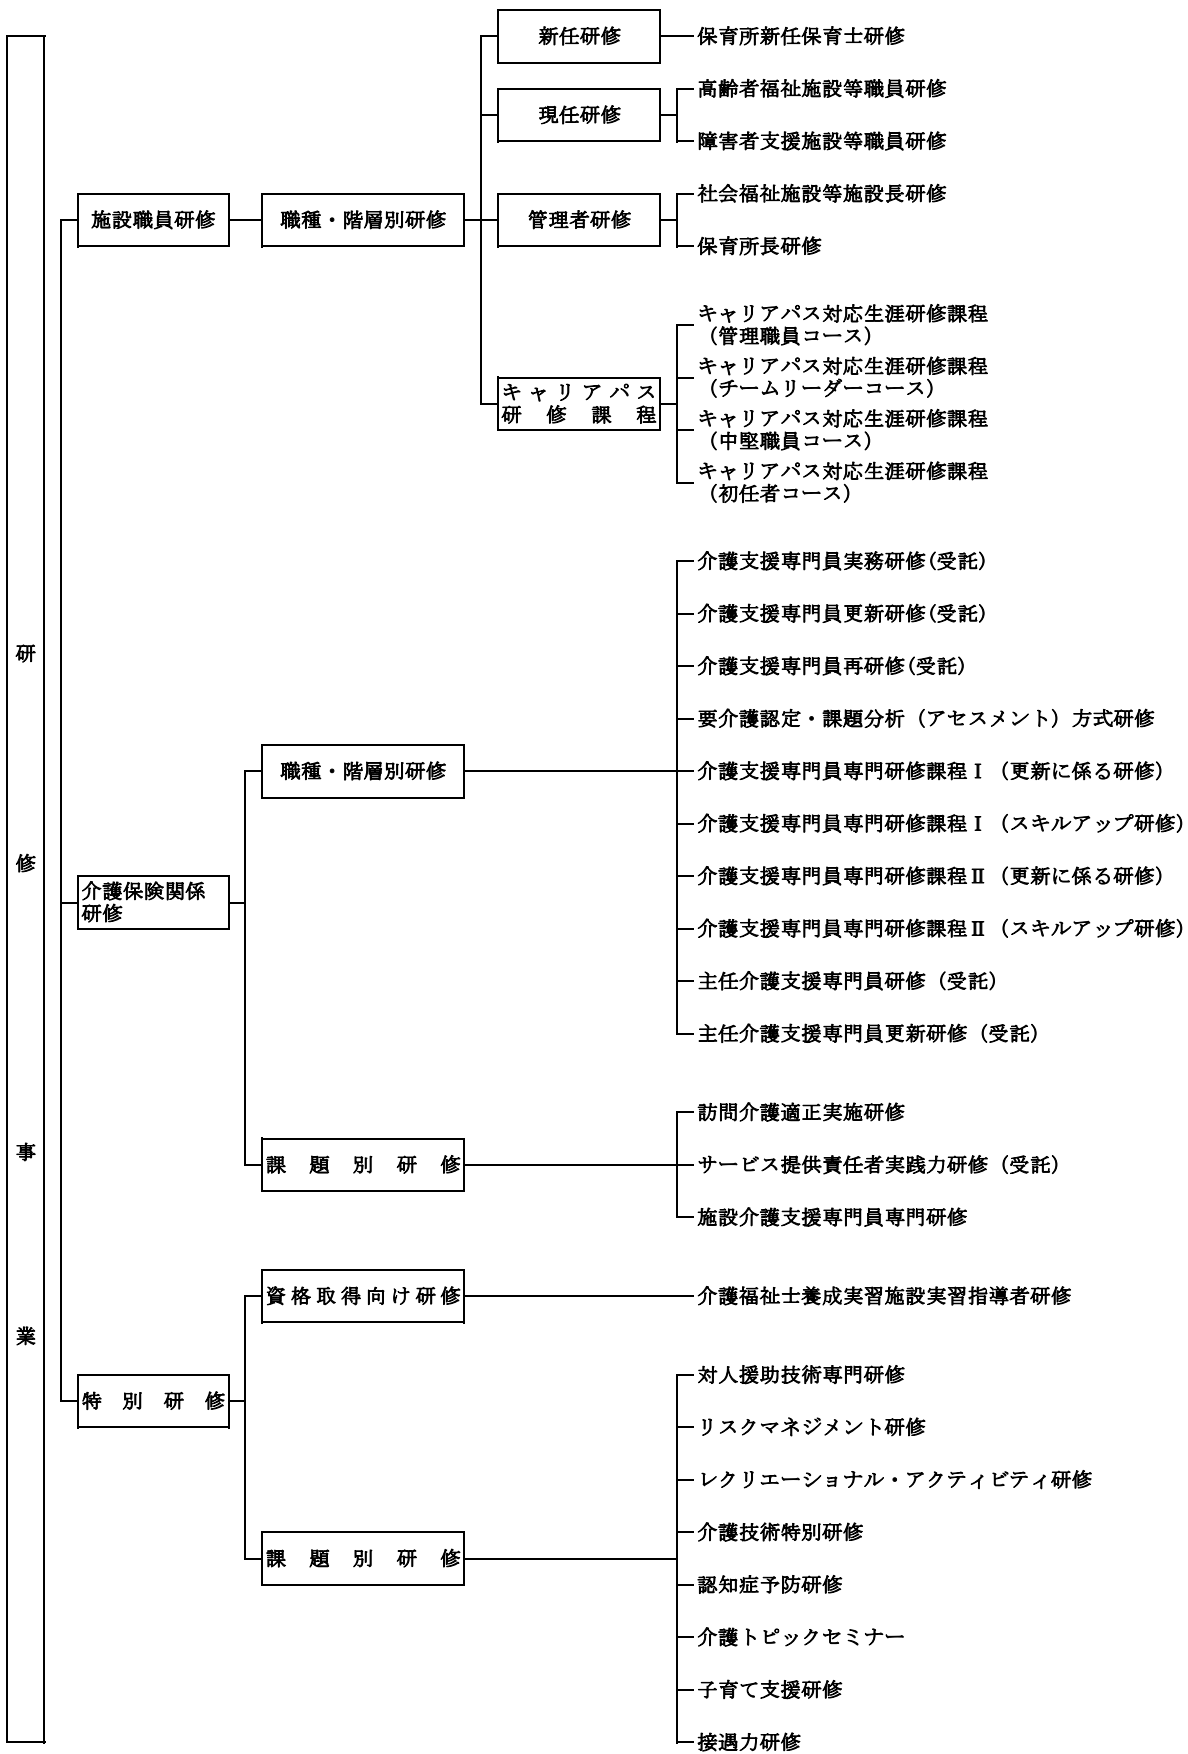 研修事業
施設職員研修
職種・階層別研修
新任研修
保育所新任保育士研修
現任研修
高齢者福祉施設等職員研修
障害者支援施設等職員研修
管理者研修
社会福祉施設等施設長研修
保育所長研修
キャリアパス
研修課程
キャリアパス対応生涯研修課程
（管理職員コース）
キャリアパス対応生涯研修課程
（チームリーダーコース）
キャリアパス対応生涯研修課程
（中堅職員コース）
キャリアパス対応生涯研修課程
（初任者コース）
介護保険関係
研修
職種・階層別研修
介護支援専門員実務研修(受託)
介護支援専門員更新研修(受託)
介護支援専門員再研修(受託)
要介護認定・課題分析（アセスメント）方式研修
介護支援専門員専門研修課程Ⅰ（更新に係る研修）
介護支援専門員専門研修課程Ⅰ（スキルアップ研修）
介護支援専門員専門研修課程Ⅱ（更新に係る研修）
介護支援専門員専門研修課程Ⅱ（スキルアップ研修）
主任介護支援専門員研修（受託）
主任介護支援専門員更新研修（受託）
課題別研修
訪問介護適正実施研修
サービス提供責任者実践力研修（受託）
施設介護支援専門員専門研修
特別研修
資格取得向け研修
介護福祉士養成実習施設実習指導者研修
課題別研修
対人援助技術専門研修
リスクマネジメント研修
レクリエーショナル・アクティビティ研修
介護技術特別研修
認知症予防研修
介護トピックセミナー
子育て支援研修
接遇力研修